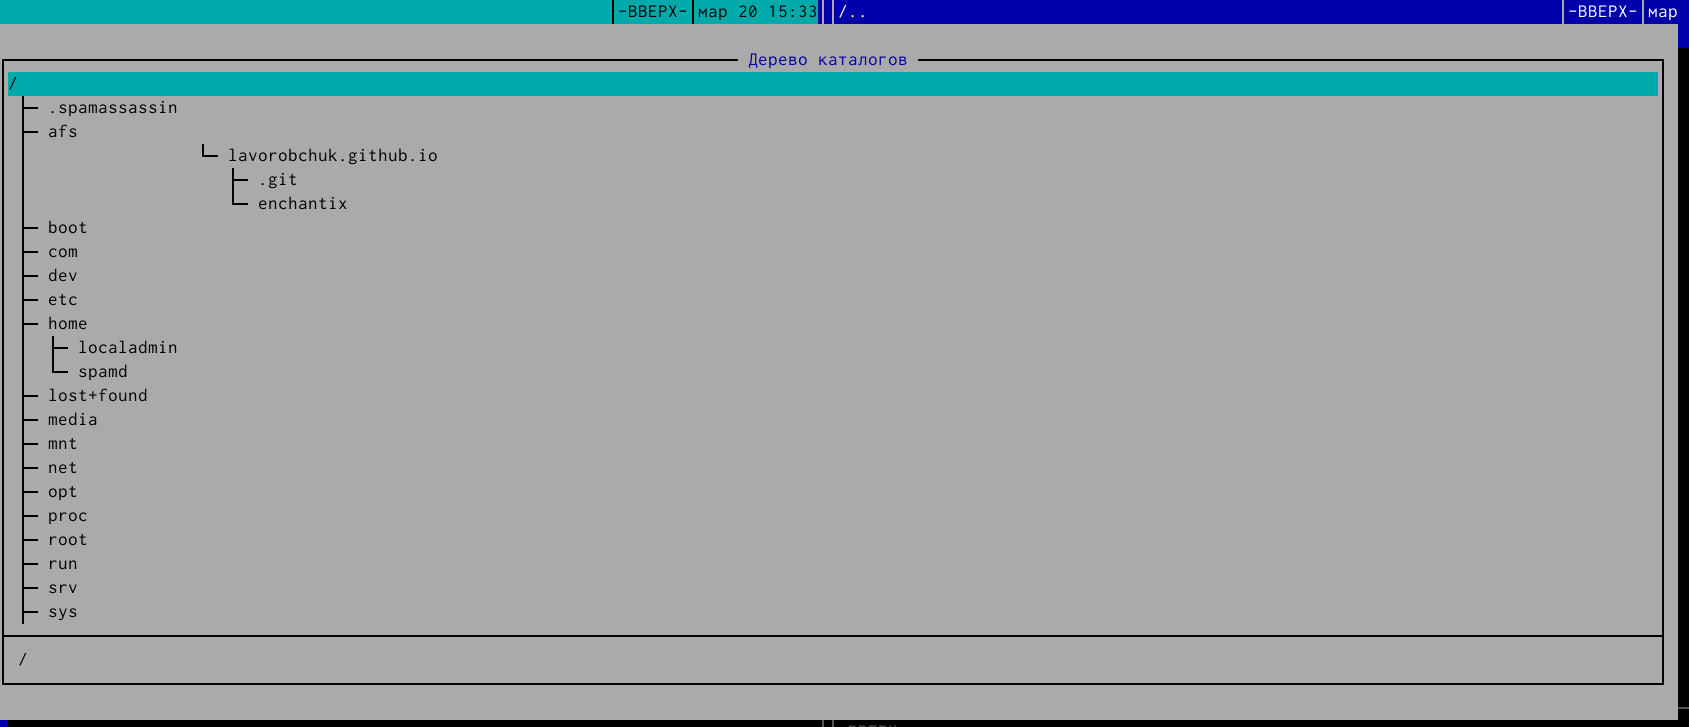 -ВВЕРХ- мар 20 15:33 /.. -ВВЕРХ- мар
Дерево каталогов
/
.spamassassin
afs
lavorobchuk.github.io
.git
enchantix
boot
com
dev
etc
home
localadmin
spamd
lost+found
media
mnt
net
opt
proc
root
run
srv
sys
/